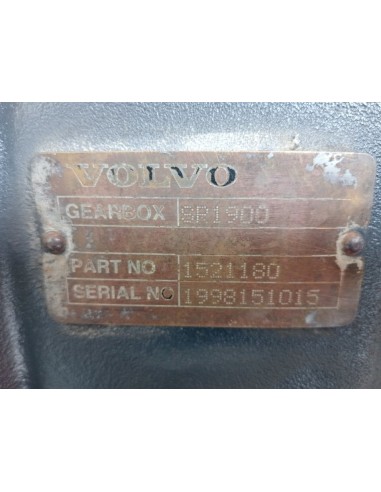 VOLVO
GEARBOX SR1900
PART NO 1521180
SERIAL NO 1998151015